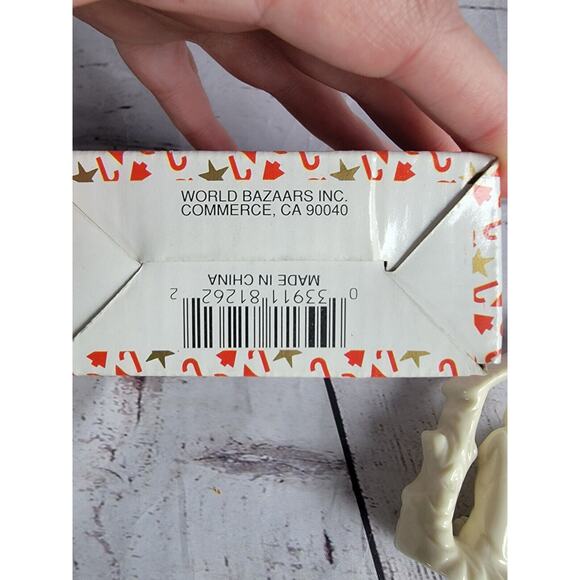 WORLD BAZAARS INC.
COMMERCE, CA 90040
MADE IN CHINA
0 33911 81262 2